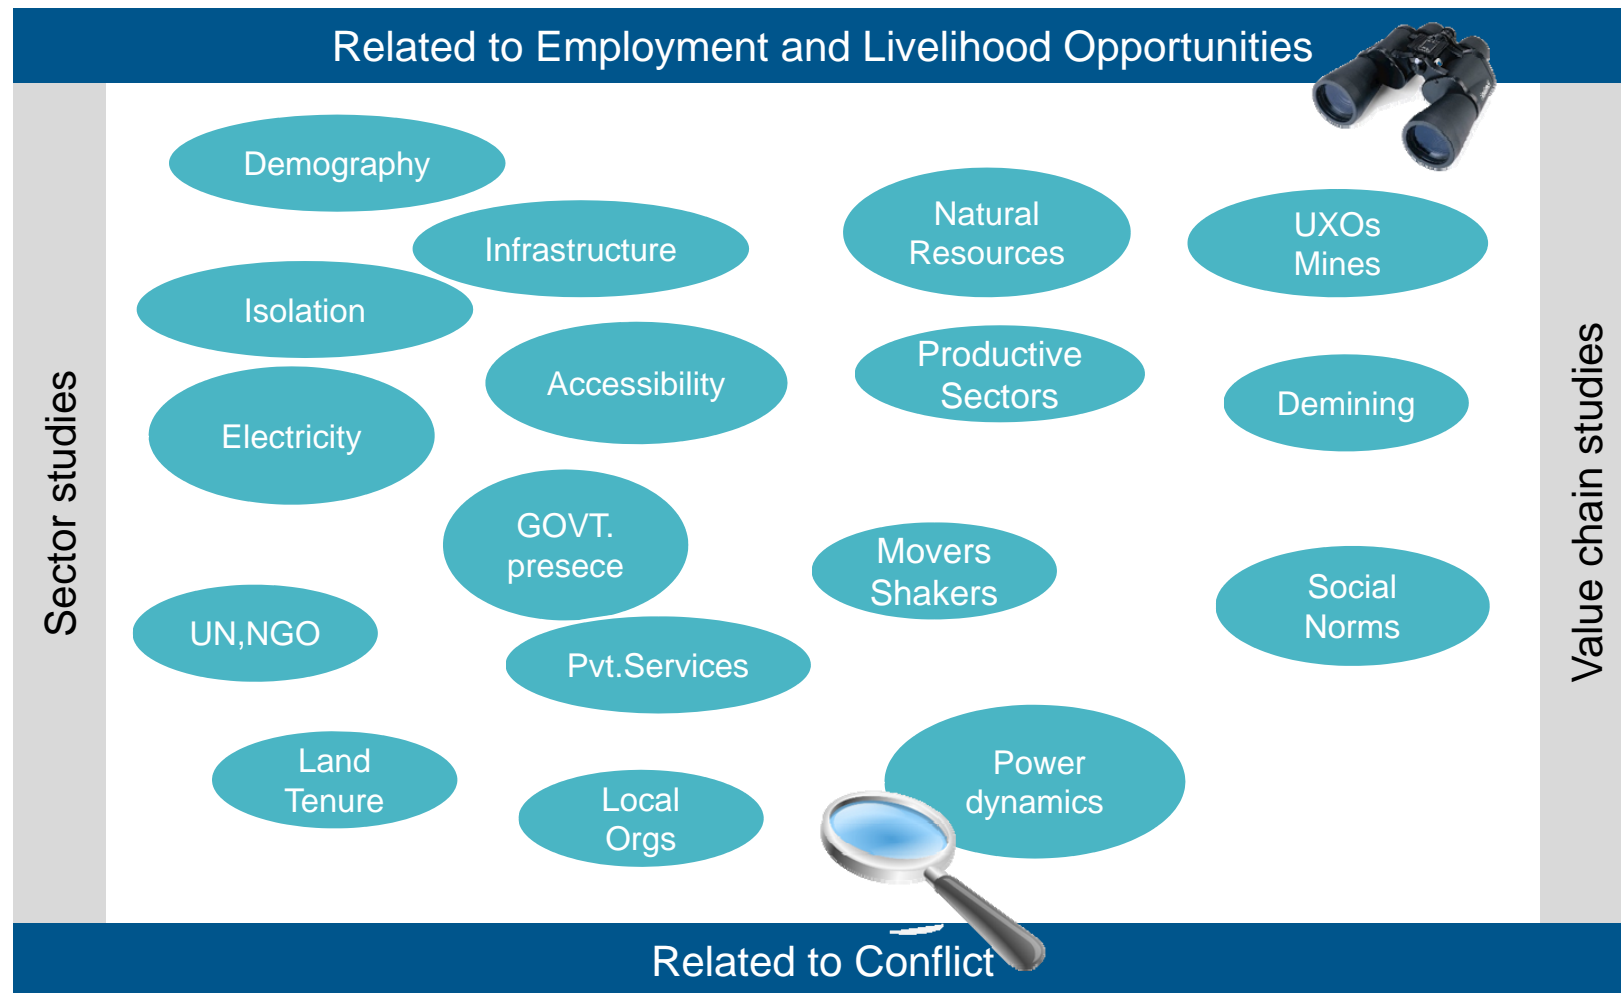 Related to Employment and Livelihood Opportunities
Sector studies
Demography
Infrastructure
Isolation
Accessibility
Electricity
Natural
Resources
UXOs
Mines
Productive
Sectors
Demining
GOVT.
presece
Movers
Shakers
Social
Norms
UN,NGO
Pvt.Services
Land
Tenure
Local
Orgs
Power
dynamics
Value chain studies
Related to Conflict